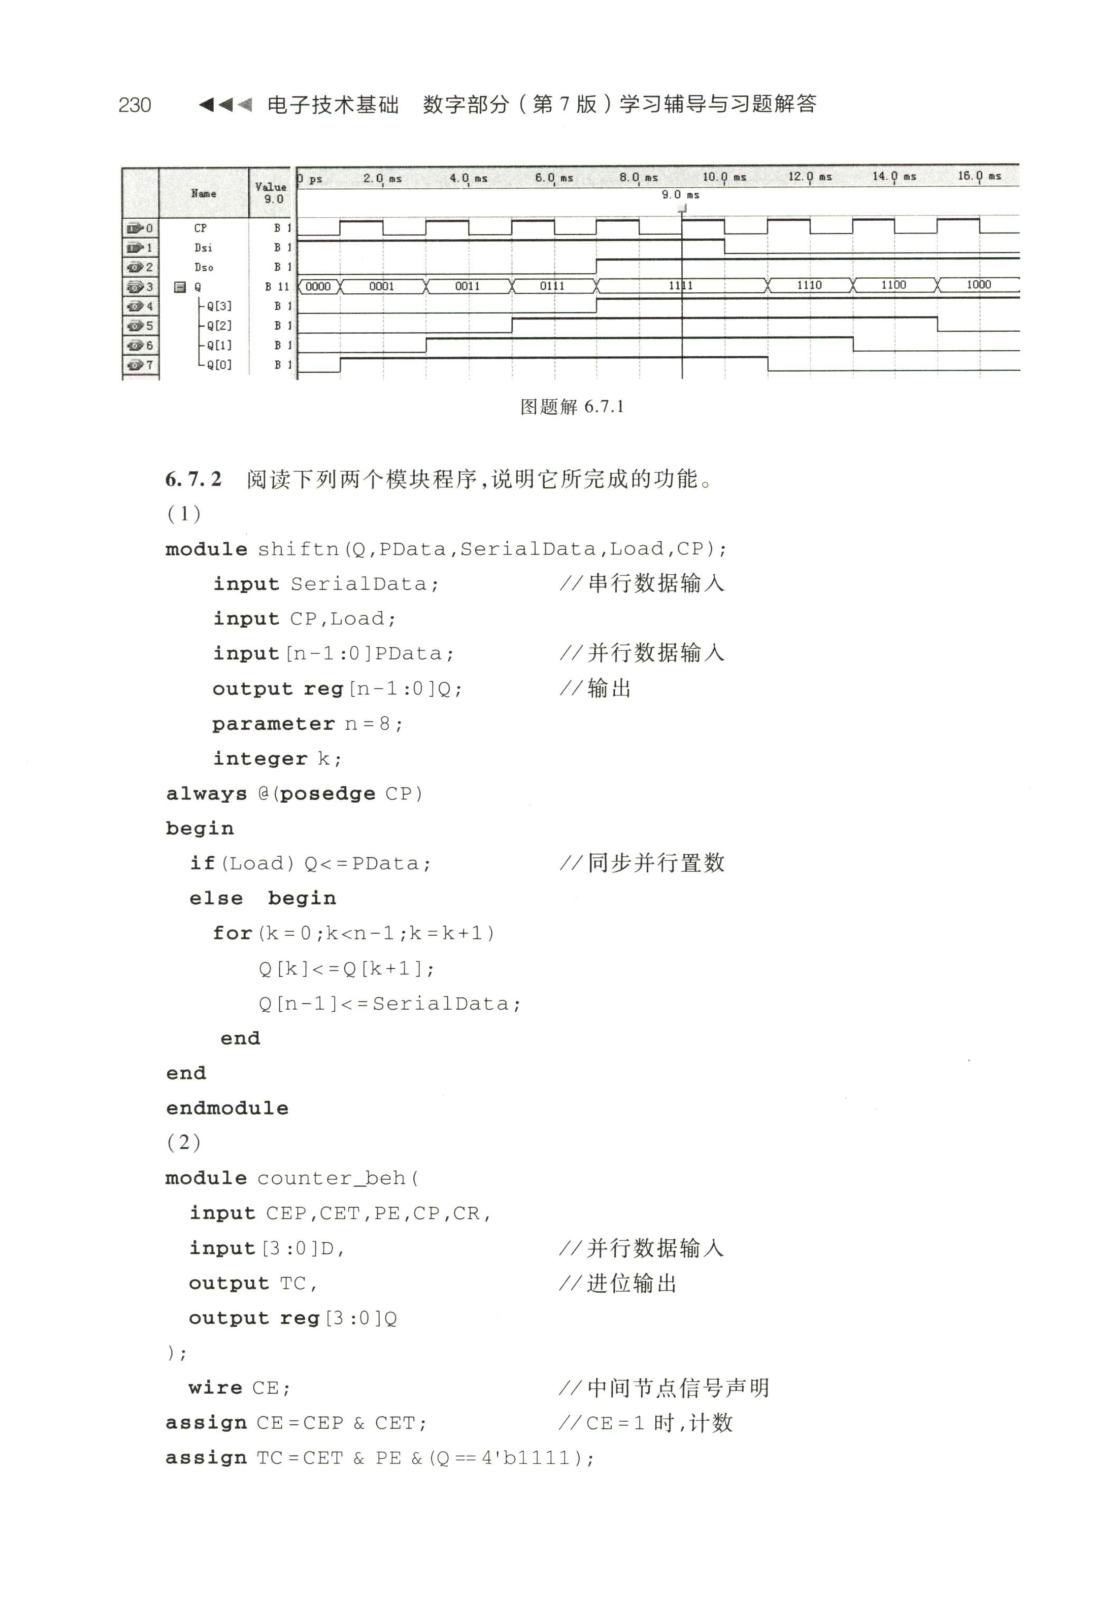 230 ◀◀◀ 电子技术基础 数字部分(第7版)学习辅导与习题解答
Name Value 9.0 0 ps 2.0 ms 4.0 ms 6.0 ms 8.0 ms 10.0 ms 12.0 ms 14.0 ms 16.0 ms
9.0 ms
0 CP B 1
1 Dsi B 1
2 Dso B 1
3 Q B 11 0000 0001 0011 0111 1111 1110 1100 1000
4 Q[3] B 1
5 Q[2] B 1
6 Q[1] B 1
7 Q[0] B 1
图题解 6.7.1
6.7.2 阅读下列两个模块程序,说明它所完成的功能。
(1)
module shiftn(Q,PData,SerialData,Load,CP);
input SerialData; //串行数据输入
input CP,Load;
input[n-1:0]PData; //并行数据输入
output reg[n-1:0]Q; //输出
parameter n=8;
integer k;
always @(posedge CP)
begin
if(Load) Q<=PData; //同步并行置数
else begin
for(k=0;k<n-1;k=k+1)
Q[k]<=Q[k+1];
Q[n-1]<=SerialData;
end
end
endmodule
(2)
module counter_beh(
input CEP,CET,PE,CP,CR,
input[3:0]D, //并行数据输入
output TC, //进位输出
output reg[3:0]Q
);
wire CE; //中间节点信号声明
assign CE=CEP & CET; //CE=1时,计数
assign TC=CET & PE &(Q==4'b1111);